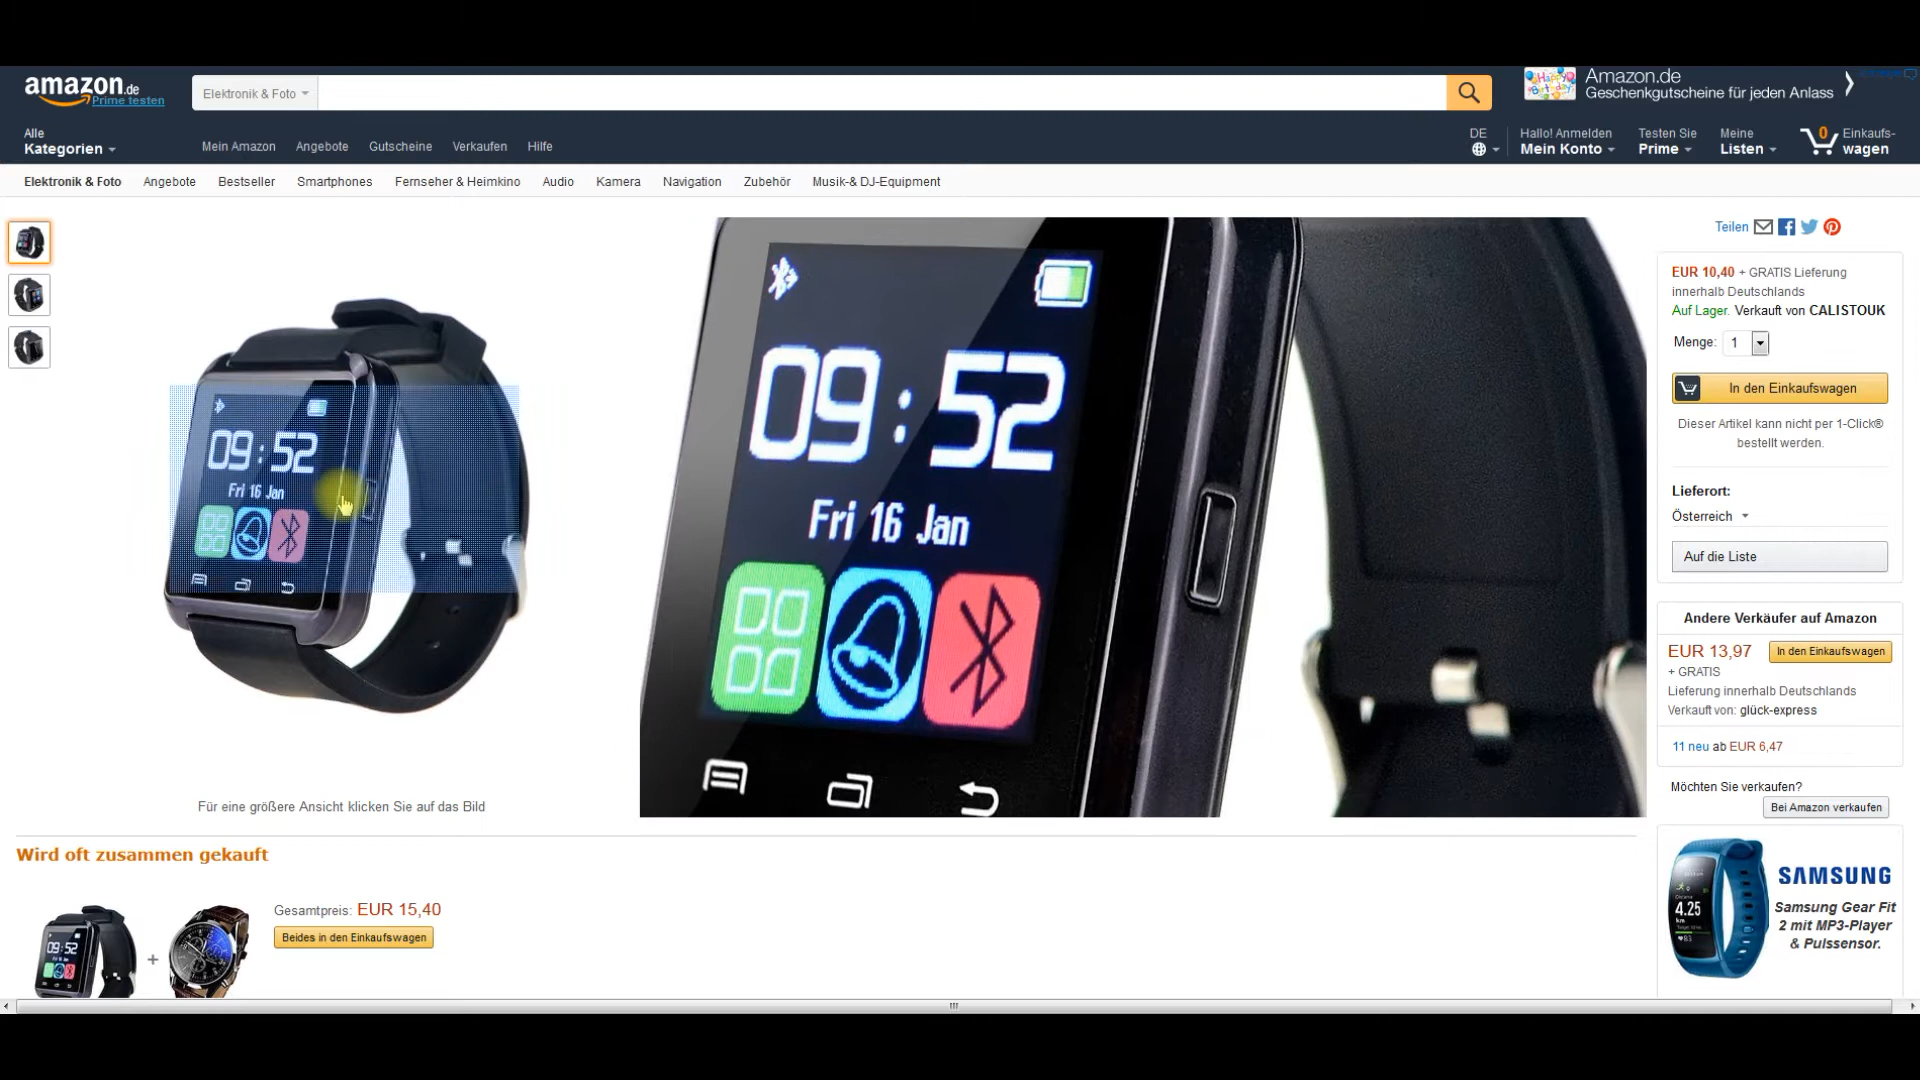 amazon.de
Prime testen
Elektronik & Foto
Amazon.de
Geschenkgutscheine für jeden Anlass
Alle
Kategorien
Mein Amazon
Angebote
Gutscheine
Verkaufen
Hilfe
DE
Hallo! Anmelden
Mein Konto
Testen Sie
Prime
Meine
Listen
0
Einkaufs-
wagen
Elektronik & Foto
Angebote
Bestseller
Smartphones
Fernseher & Heimkino
Audio
Kamera
Navigation
Zubehör
Musik-& DJ-Equipment
09:52
Fri 16 Jan
Für eine größere Ansicht klicken Sie auf das Bild
09:52
Fri 16 Jan
Teilen
EUR 10,40 + GRATIS Lieferung
innerhalb Deutschlands
Auf Lager. Verkauft von CALISTOUK
Menge: 1
In den Einkaufswagen
Dieser Artikel kann nicht per 1-Click®
bestellt werden.
Lieferort:
Österreich
Auf die Liste
Andere Verkäufer auf Amazon
EUR 13,97
In den Einkaufswagen
+ GRATIS
Lieferung innerhalb Deutschlands
Verkauft von: glück-express
11 neu ab EUR 6,47
Möchten Sie verkaufen?
Bei Amazon verkaufen
SAMSUNG
Samsung Gear Fit
2 mit MP3-Player
& Pulssensor.
4.25
Wird oft zusammen gekauft
09:52
+
Gesamtpreis: EUR 15,40
Beides in den Einkaufswagen